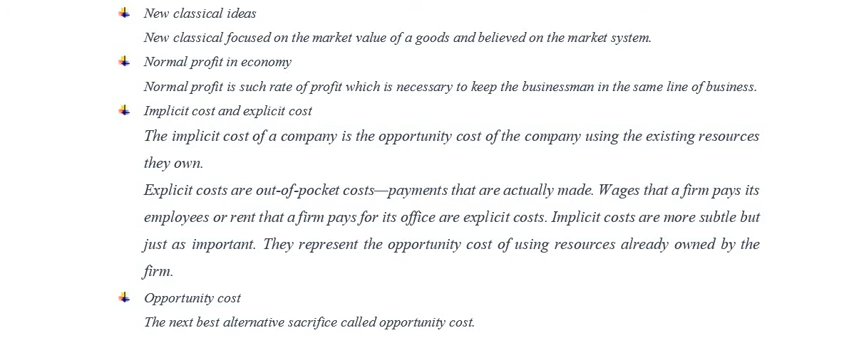 New classical ideas
New classical focused on the market value of a goods and believed on the market system.
Normal profit in economy
Normal profit is such rate of profit which is necessary to keep the businessman in the same line of business.
Implicit cost and explicit cost
The implicit cost of a company is the opportunity cost of the company using the existing resources
they own.
Explicit costs are out-of-pocket costs—payments that are actually made. Wages that a firm pays its
employees or rent that a firm pays for its office are explicit costs. Implicit costs are more subtle but
just as important. They represent the opportunity cost of using resources already owned by the
firm.
Opportunity cost
The next best alternative sacrifice called opportunity cost.